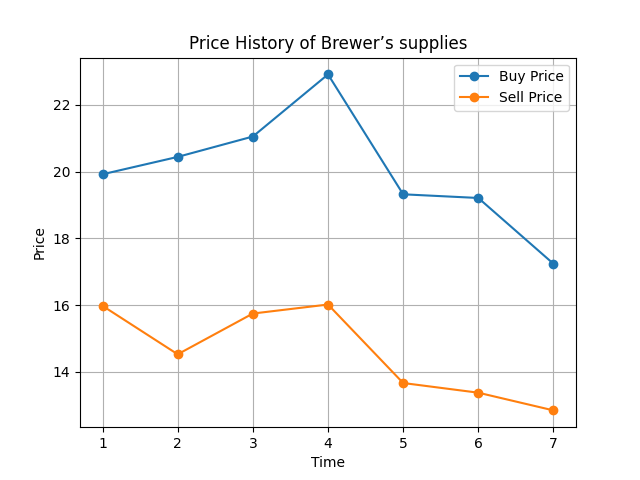 Price History of Brewer’s supplies
Buy Price
Sell Price
Price
22
20
18
16
14
1 2 3 4 5 6 7
Time